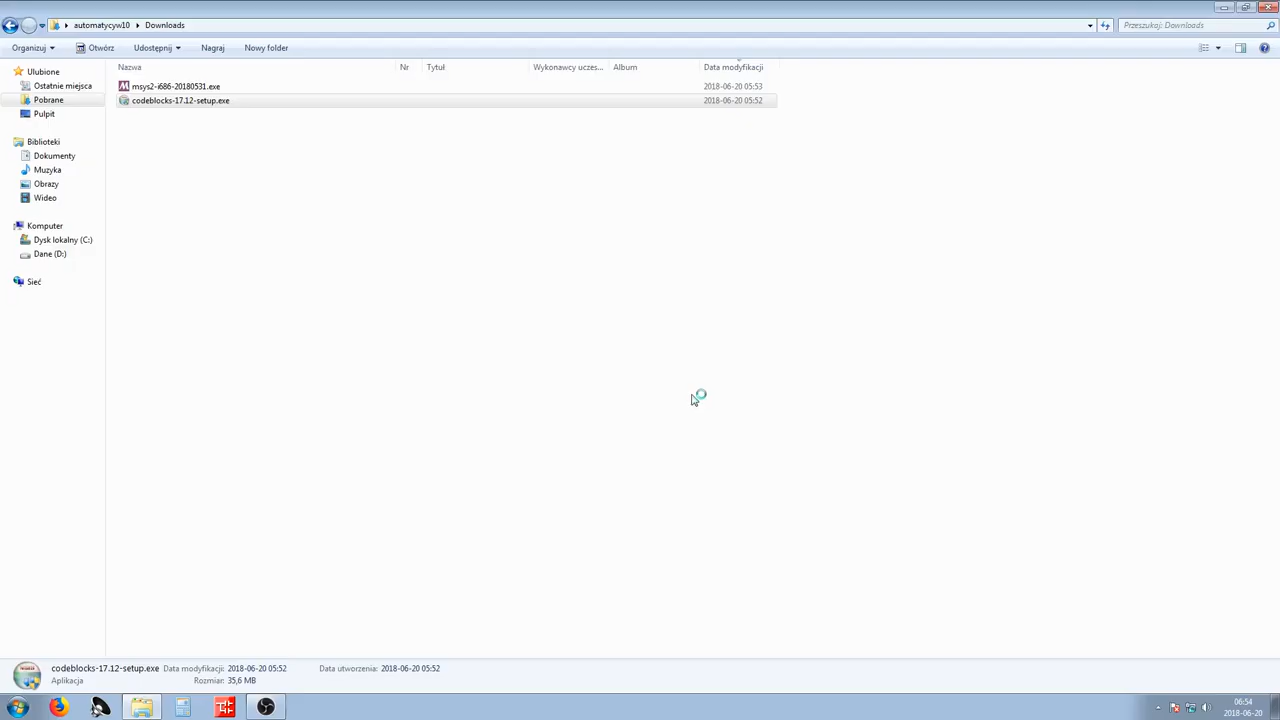 automatycyw10 Downloads
Przeszukaj: Downloads
Organizuj Otwórz Udostępnij Nagraj Nowy folder
Nazwa Nr Tytuł Wykonawcy uczes... Album Data modyfikacji
Ulubione
Ostatnie miejsca
Pobrane
Pulpit
Biblioteki
Dokumenty
Muzyka
Obrazy
Wideo
Komputer
Dysk lokalny (C:)
Dane (D:)
Sieć
msys2-i686-20180531.exe 2018-06-20 05:53
codeblocks-17.12-setup.exe 2018-06-20 05:52
codeblocks-17.12-setup.exe Data modyfikacji: 2018-06-20 05:52 Data utworzenia: 2018-06-20 05:52
Aplikacja Rozmiar: 35,6 MB
06:54
2018-06-20